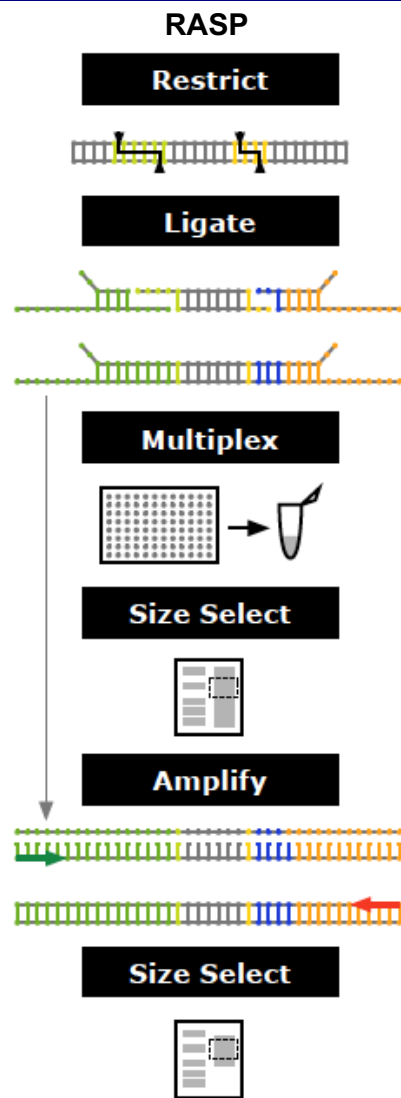 RASP
Restrict
Ligate
Multiplex
Size Select
Amplify
Size Select